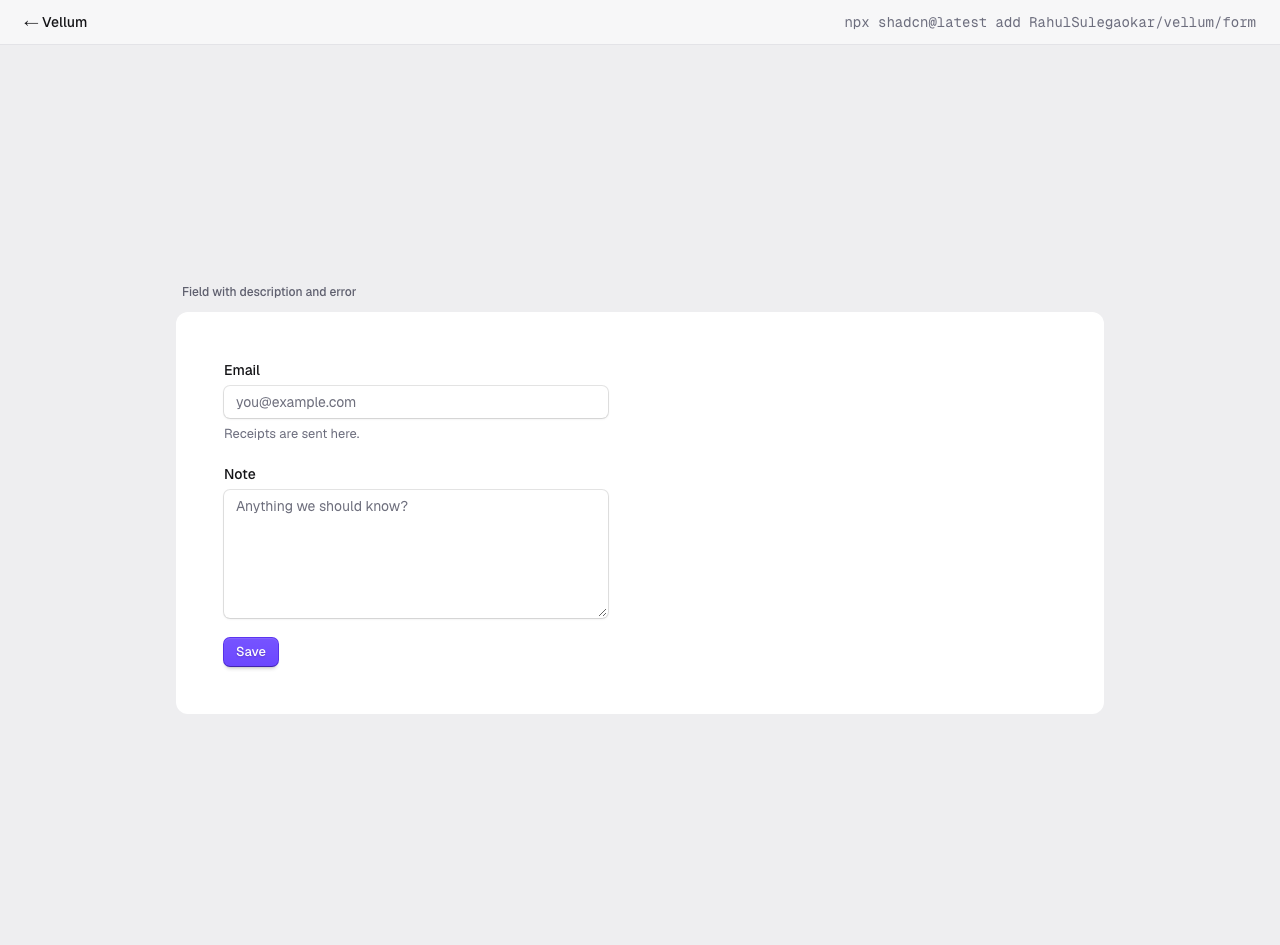 ← Vellum
npx shadcn@latest add RahulSulegaokar/vellum/form
Field with description and error
Email
you@example.com
Receipts are sent here.
Note
Anything we should know?
Save